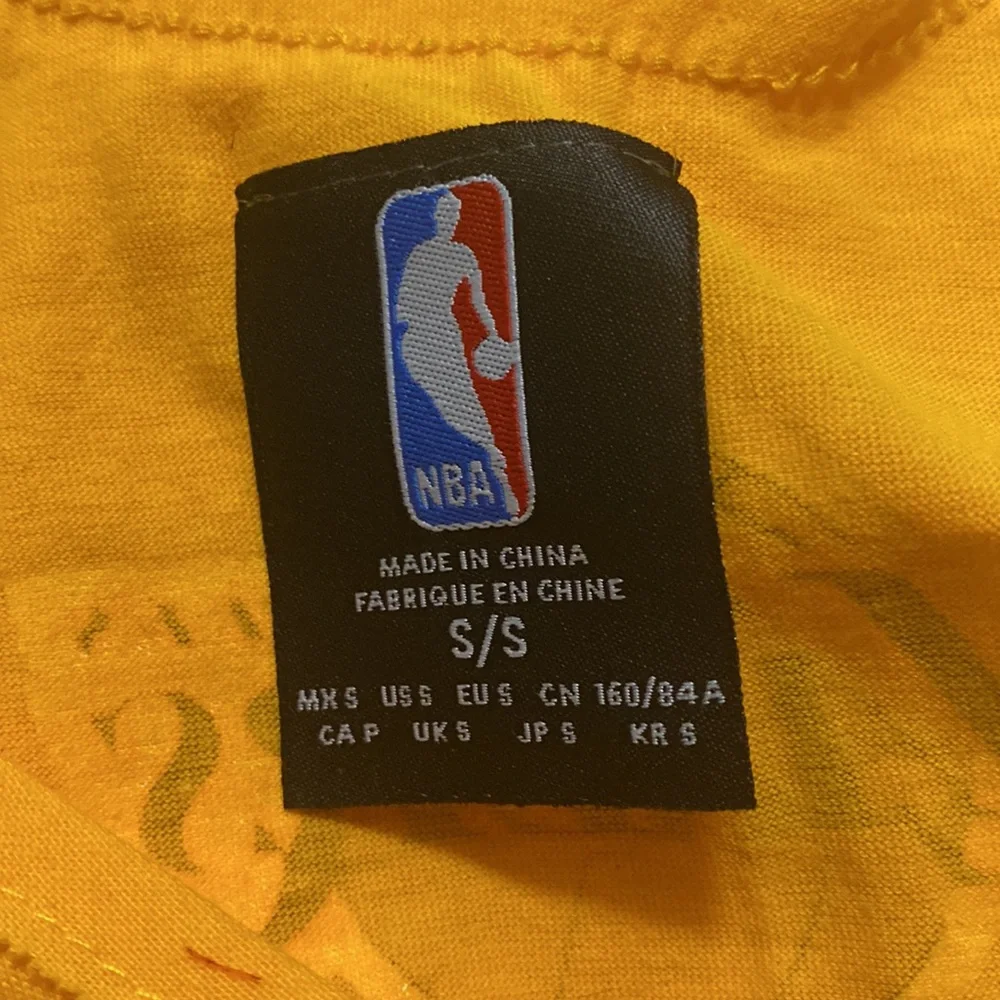 NBA
MADE IN CHINA
FABRIQUE EN CHINE
S/S
MX S US S EU S CN 160/84A
CA P UK S JP S KR S